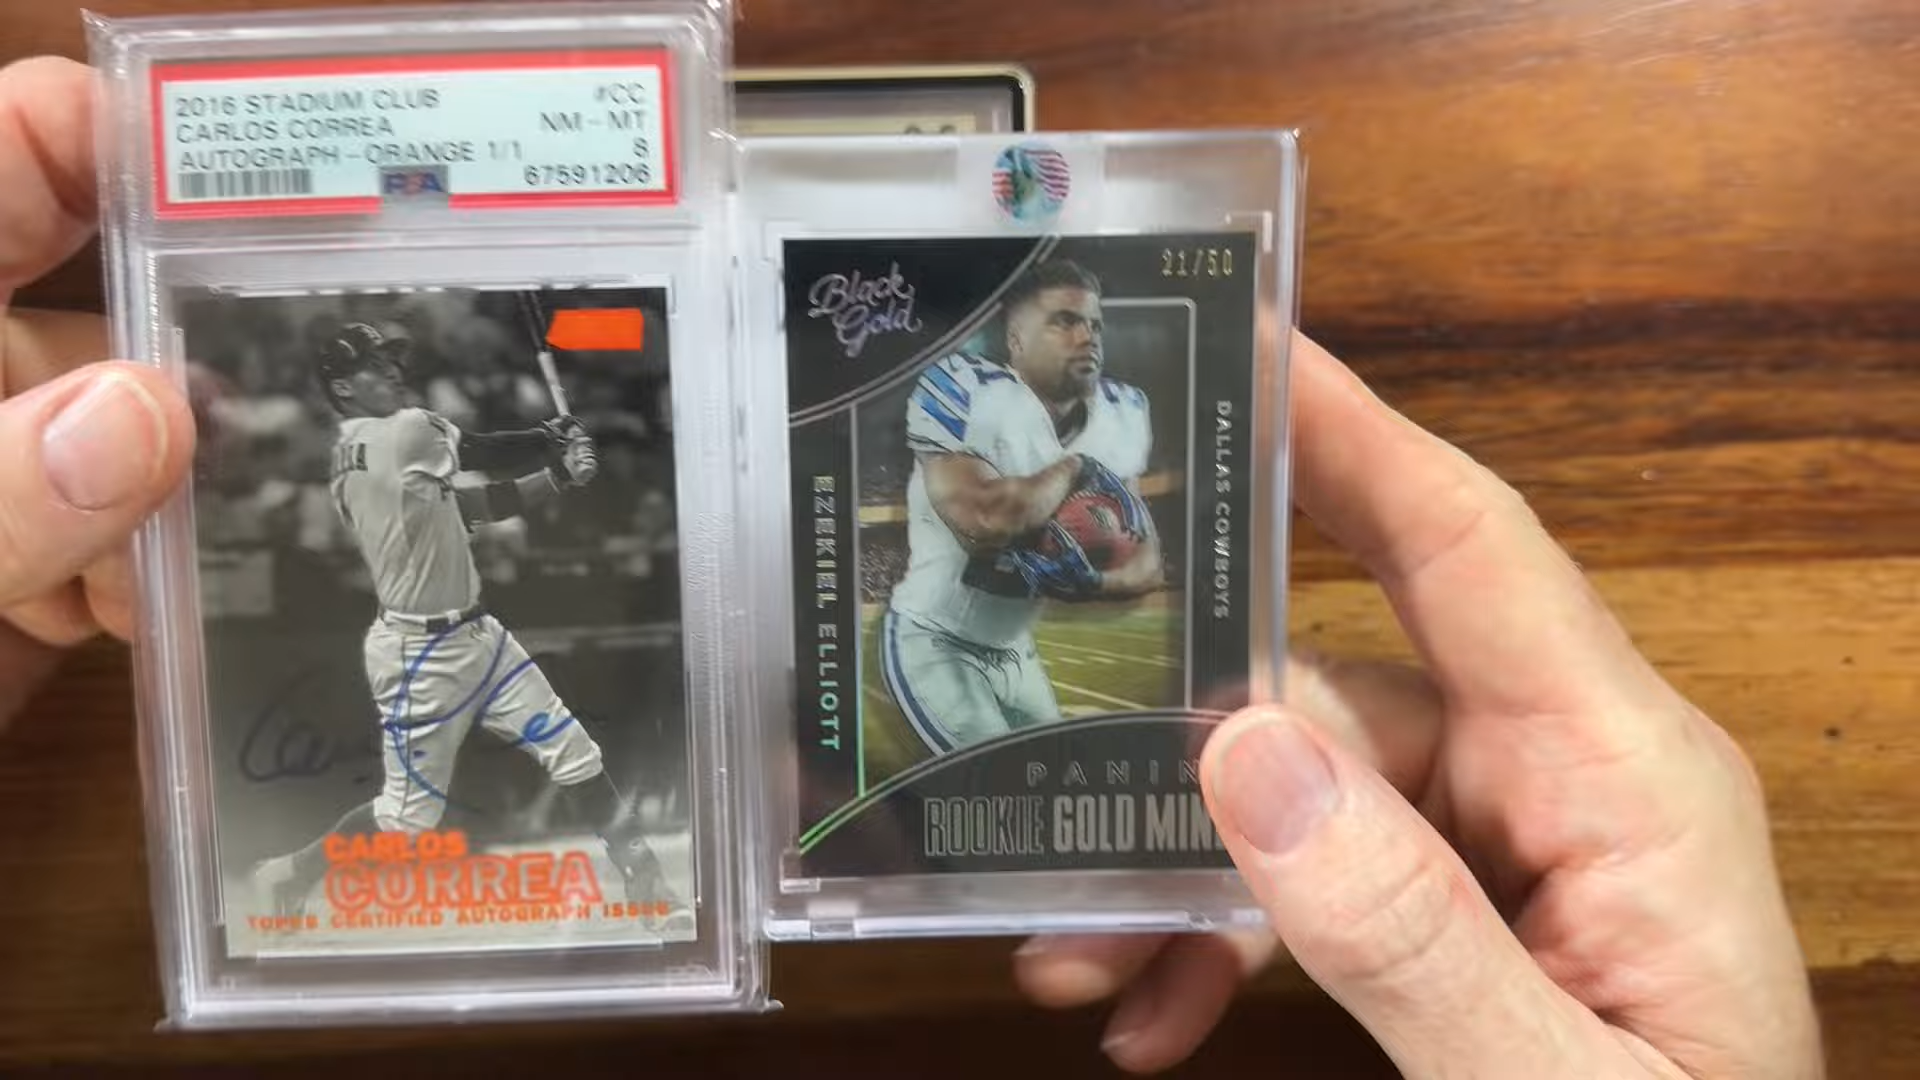 2016 STADIUM CLUB #CC
CARLOS CORREA NM-MT
AUTOGRAPH-ORANGE 1/1 8
PSA 67591206
CARLOS
CORREA
TOPPS CERTIFIED AUTOGRAPH ISSUE
21/50
Black
Gold
EZEKIEL ELLIOTT
DALLAS COWBOYS
PANIN
ROOKIE GOLD MIN